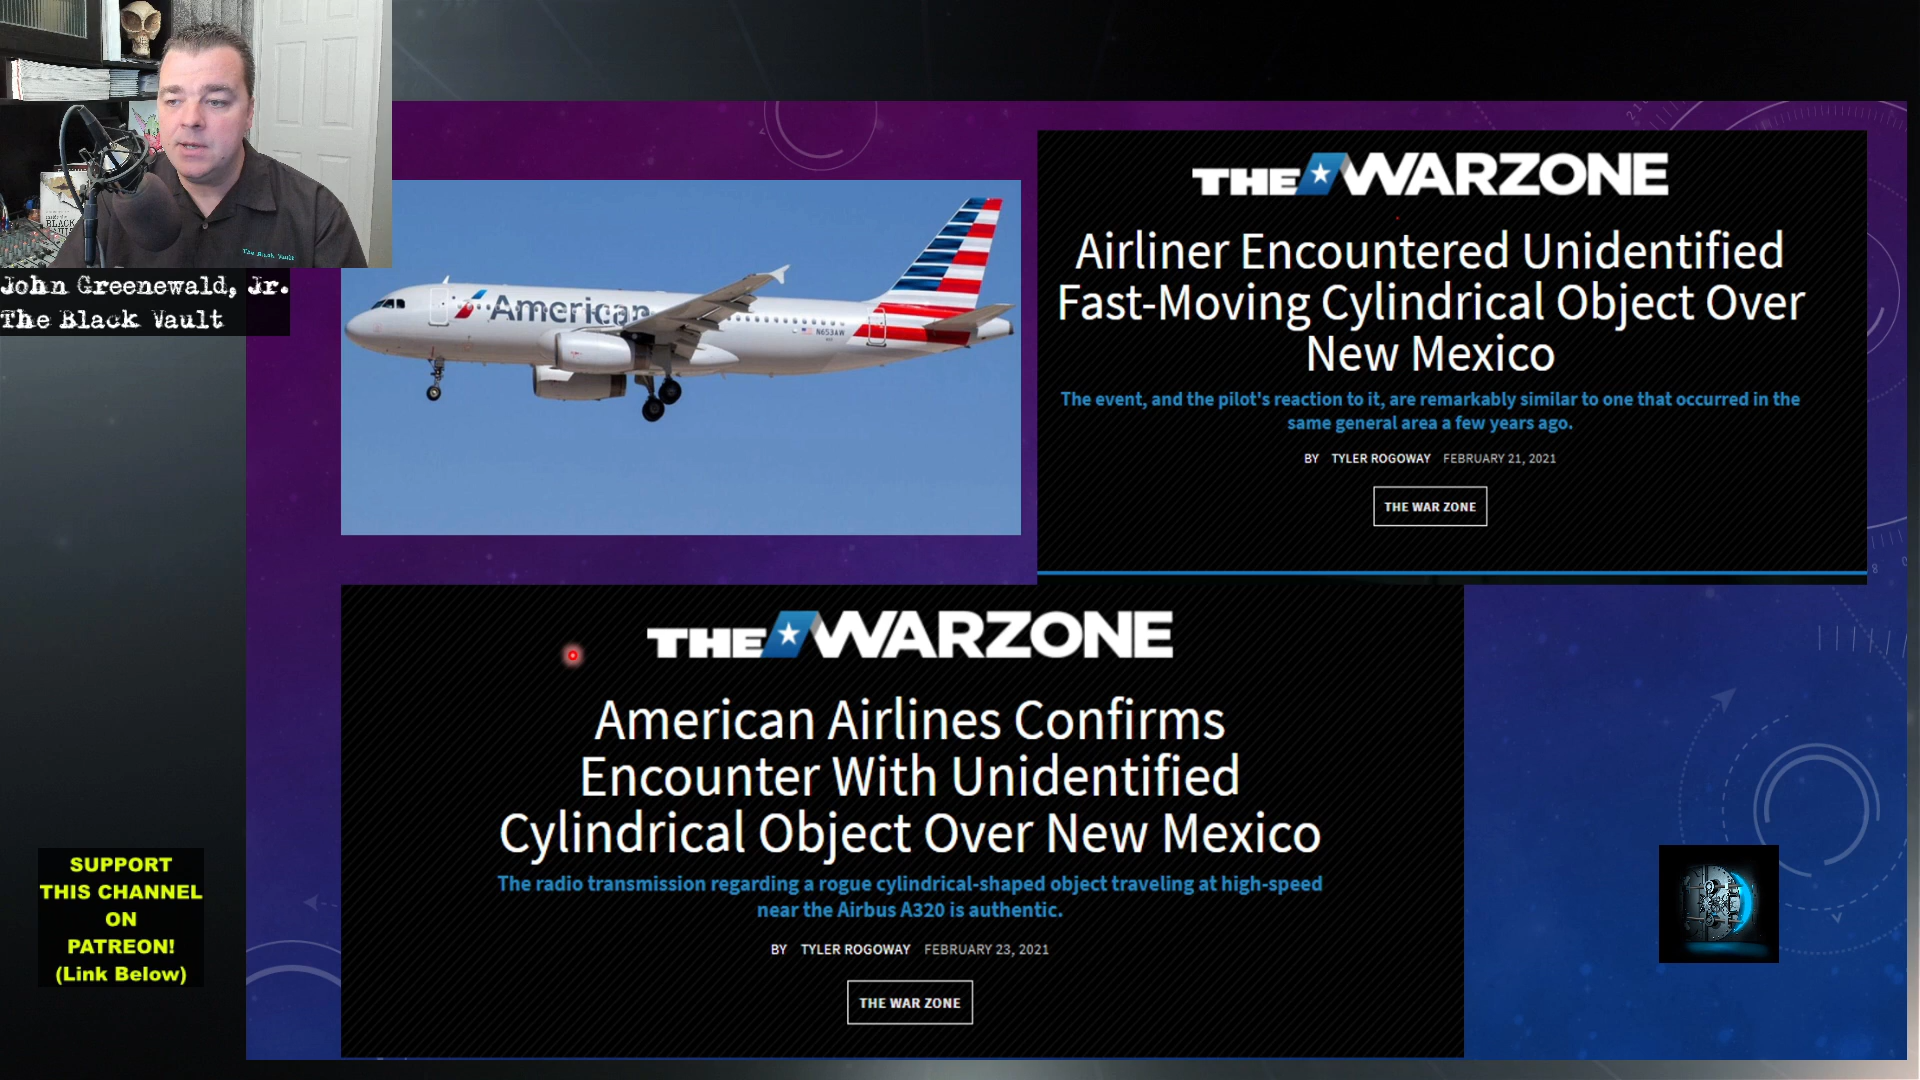 The Black Vault
John Greenewald, Jr.
The Black Vault
American
N653AW
THE WARZONE
Airliner Encountered Unidentified
Fast-Moving Cylindrical Object Over
New Mexico
The event, and the pilot's reaction to it, are remarkably similar to one that occurred in the
same general area a few years ago.
BY TYLER ROGOWAY FEBRUARY 21, 2021
THE WAR ZONE
THE WARZONE
American Airlines Confirms
Encounter With Unidentified
Cylindrical Object Over New Mexico
The radio transmission regarding a rogue cylindrical-shaped object traveling at high-speed
near the Airbus A320 is authentic.
BY TYLER ROGOWAY FEBRUARY 23, 2021
THE WAR ZONE
SUPPORT
THIS CHANNEL
ON
PATREON!
(Link Below)